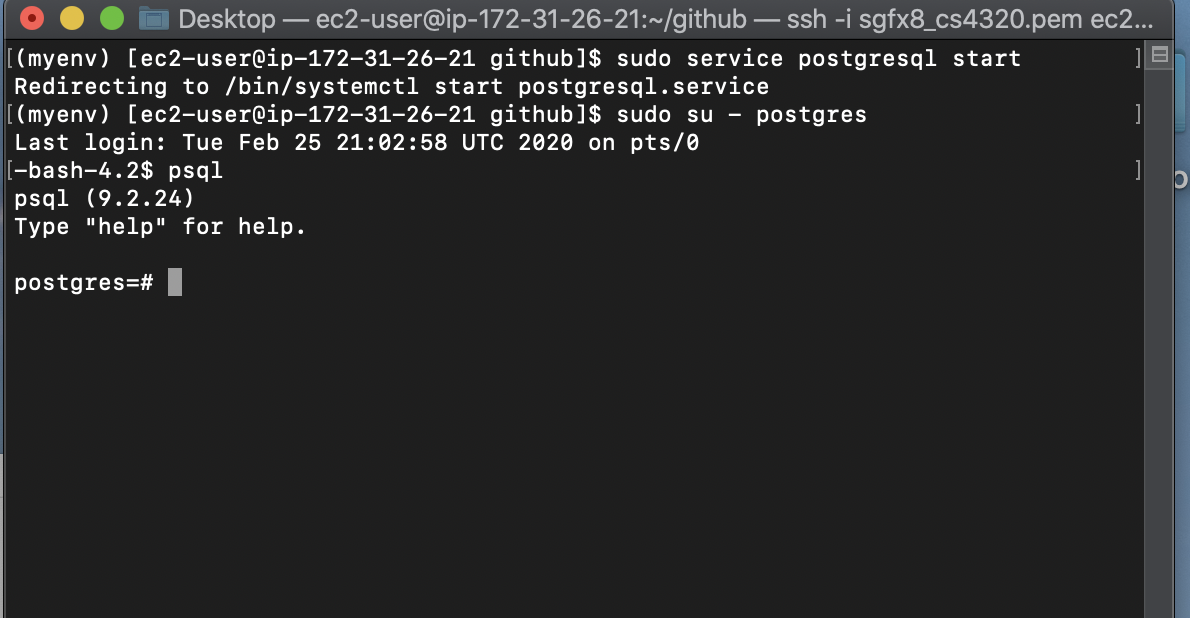 Desktop — ec2-user@ip-172-31-26-21:~/github — ssh -i sgfx8_cs4320.pem ec2...
[(myenv) [ec2-user@ip-172-31-26-21 github]$ sudo service postgresql start ]
Redirecting to /bin/systemctl start postgresql.service
[(myenv) [ec2-user@ip-172-31-26-21 github]$ sudo su - postgres ]
Last login: Tue Feb 25 21:02:58 UTC 2020 on pts/0
[-bash-4.2$ psql ]
psql (9.2.24)
Type "help" for help.
postgres=#